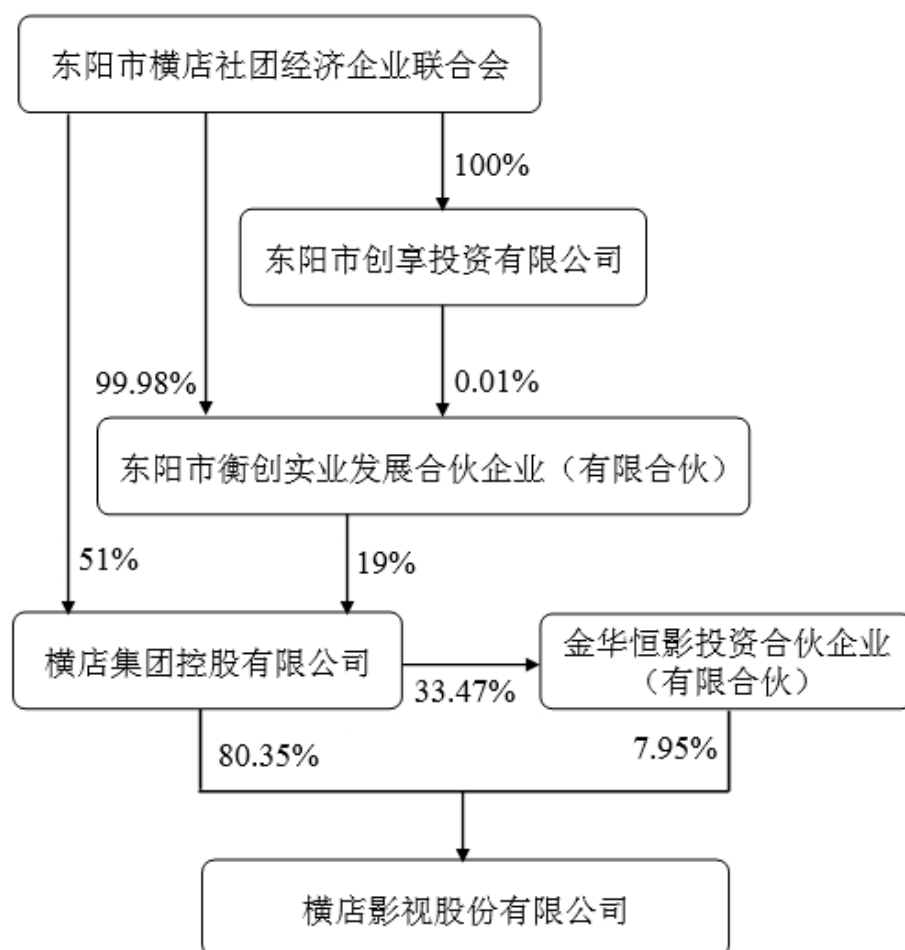 东阳市横店社团经济企业联合会
100%
东阳市创享投资有限公司
99.98%
0.01%
东阳市衡创实业发展合伙企业（有限合伙）
51%
19%
横店集团控股有限公司
金华恒影投资合伙企业
（有限合伙）
33.47%
80.35%
7.95%
横店影视股份有限公司